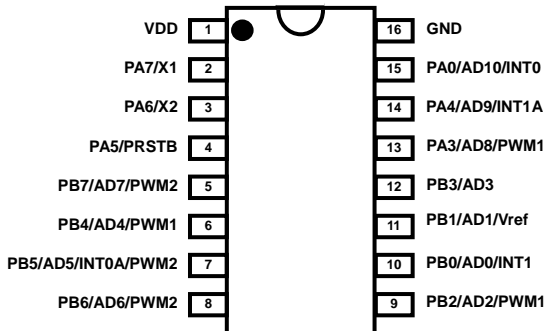 VDD 1 16 GND
PA7/X1 2 15 PA0/AD10/INT0
PA6/X2 3 14 PA4/AD9/INT1A
PA5/PRSTB 4 13 PA3/AD8/PWM1
PB7/AD7/PWM2 5 12 PB3/AD3
PB4/AD4/PWM1 6 11 PB1/AD1/Vref
PB5/AD5/INT0A/PWM2 7 10 PB0/AD0/INT1
PB6/AD6/PWM2 8 9 PB2/AD2/PWM1